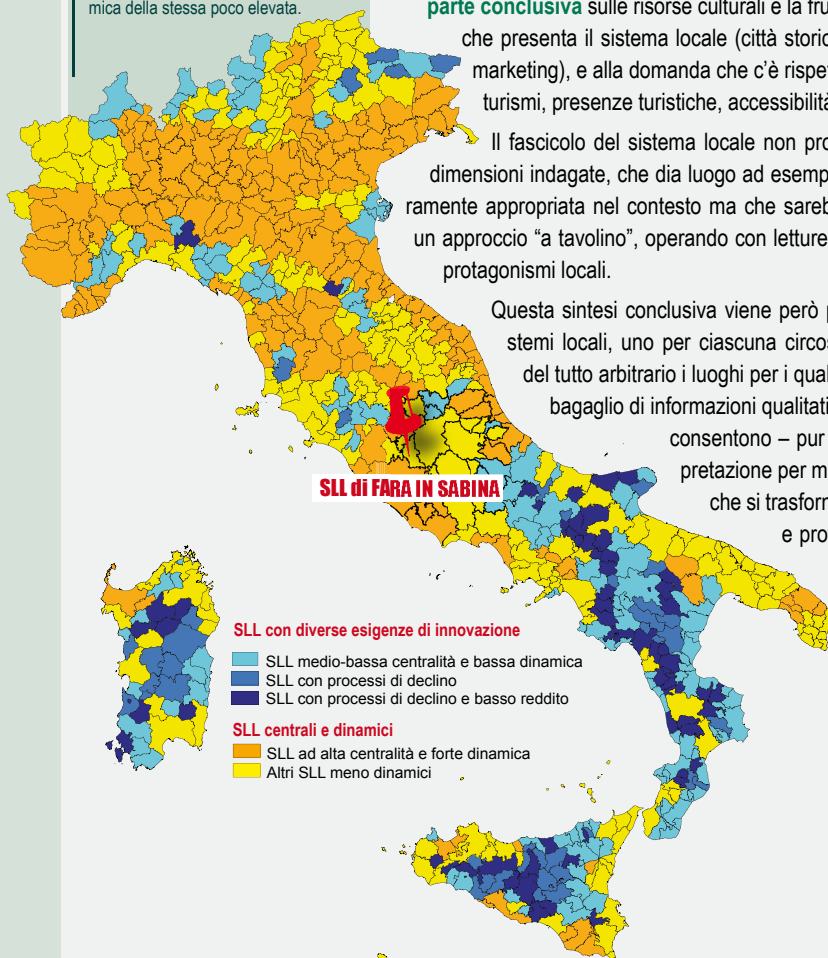 mica della stessa poco elevata.
parte conclusiva sulle risorse culturali e la fru
che presenta il sistema locale (città storic
marketing), e alla domanda che c'è rispe
turismi, presenze turistiche, accessibilità
Il fascicolo del sistema locale non pro
dimensioni indagate, che dia luogo ad esemp
ramente appropriata nel contesto ma che sareb
un approccio “a tavolino”, operando con letture
protagonismi locali.
Questa sintesi conclusiva viene però p
stemi locali, uno per ciascuna circos
del tutto arbitrario i luoghi per i qual
bagaglio di informazioni qualitati
consentono – pur
pretazione per m
che si trasforn
e pro
SLL di FARA IN SABINA
SLL con diverse esigenze di innovazione
SLL medio-bassa centralità e bassa dinamica
SLL con processi di declino
SLL con processi di declino e basso reddito
SLL centrali e dinamici
SLL ad alta centralità e forte dinamica
Altri SLL meno dinamici